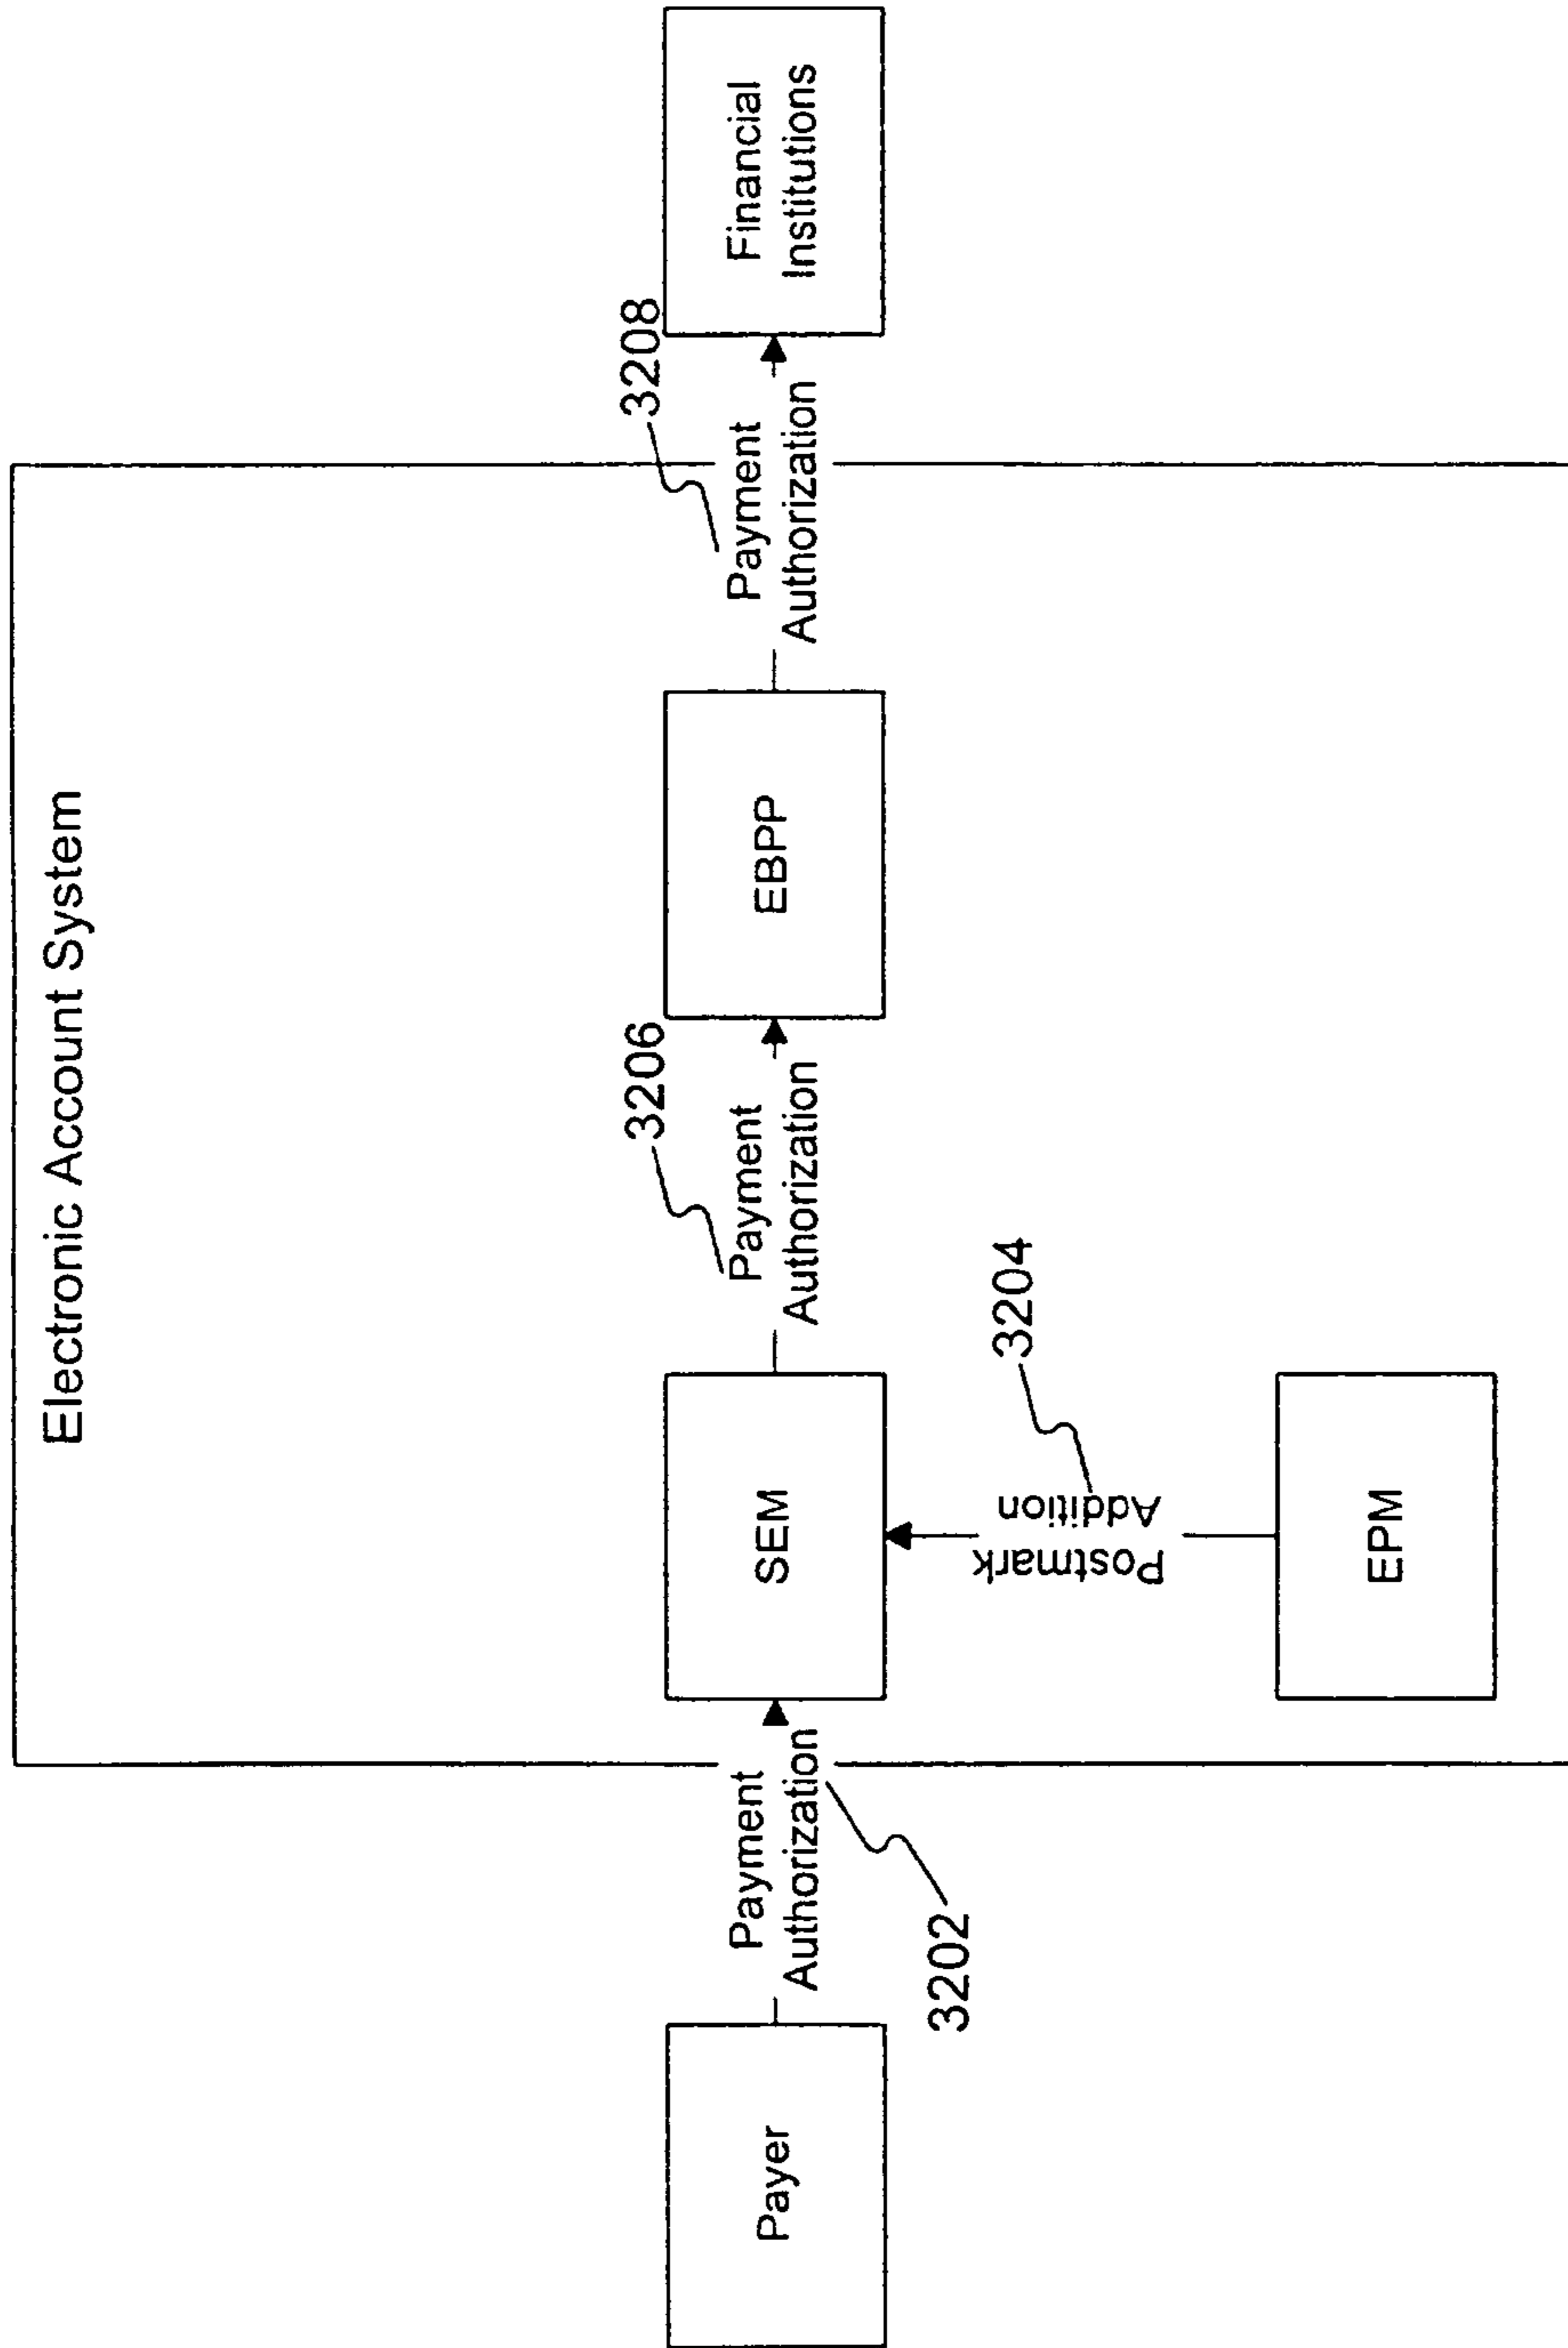 Electronic Account System
Payer
Payment
Authorization
3202
SEM
Postmark
Addition
3204
EPM
Payment
Authorization
3206
EBPP
Payment
Authorization
3208
Financial
Institutions